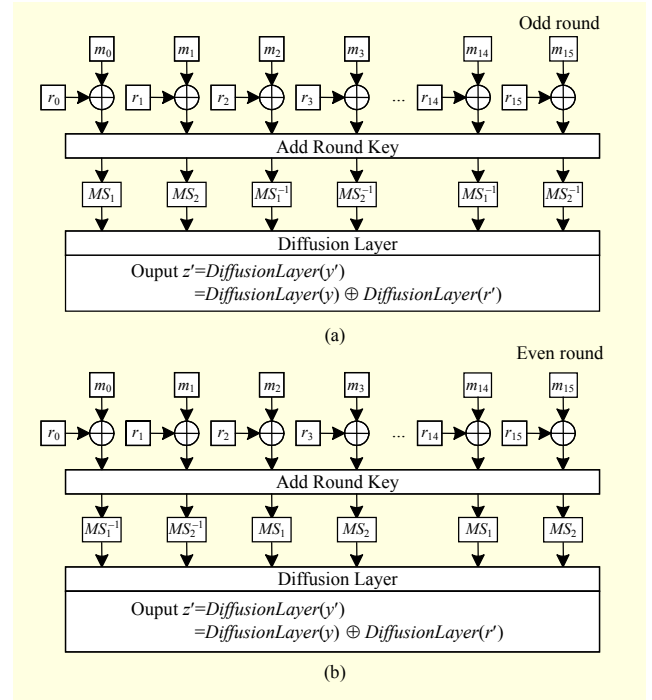 Odd round
m0 m1 m2 m3 m14 m15
r0 r1 r2 r3 ... r14 r15
Add Round Key
MS1 MS2 MS1−1 MS2−1 MS1−1 MS2−1
Diffusion Layer
Ouput z′=DiffusionLayer(y′)
=DiffusionLayer(y) ⊕ DiffusionLayer(r′)
(a)
Even round
m0 m1 m2 m3 m14 m15
r0 r1 r2 r3 ... r14 r15
Add Round Key
MS1−1 MS2−1 MS1 MS2 MS1 MS2
Diffusion Layer
Ouput z′=DiffusionLayer(y′)
=DiffusionLayer(y) ⊕ DiffusionLayer(r′)
(b)